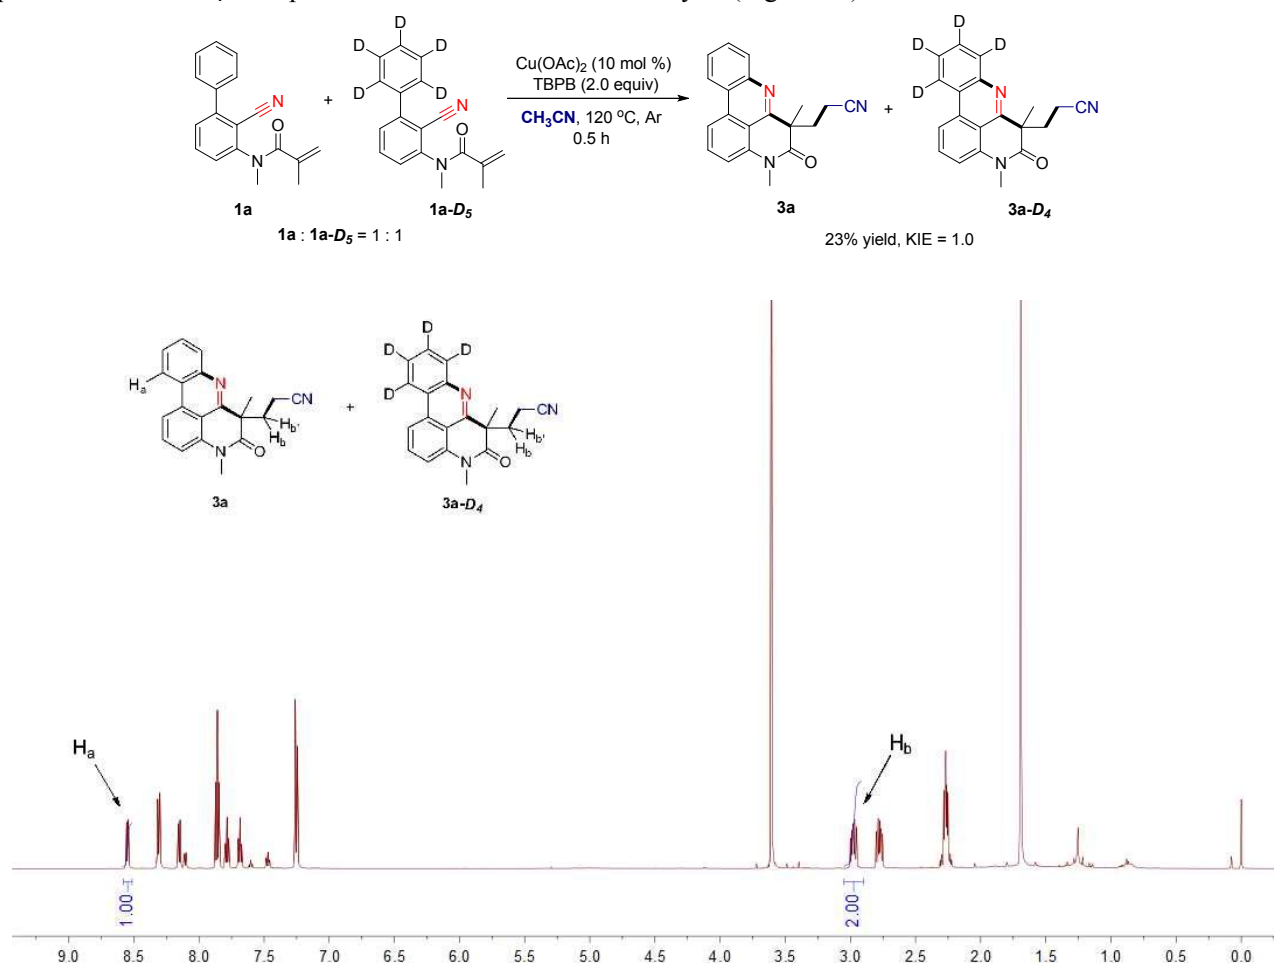 D
D D
D D
N
O
N
1a
+
D
D D
D D
N
O
N
1a-D5
Cu(OAc)2 (10 mol %)
TBPB (2.0 equiv)
CH3CN, 120 oC, Ar
0.5 h
N
CN
N O
3a
+
D
D D
D
N
CN
N O
3a-D4
1a : 1a-D5 = 1 : 1
23% yield, KIE = 1.0
Ha
N
CN
Hb'
Hb
N O
3a
+
D
D D
D
N
CN
Hb'
Hb
N O
3a-D4
Ha
Hb
1.00
2.00
9.0 8.5 8.0 7.5 7.0 6.5 6.0 5.5 5.0 4.5 4.0 3.5 3.0 2.5 2.0 1.5 1.0 0.5 0.0